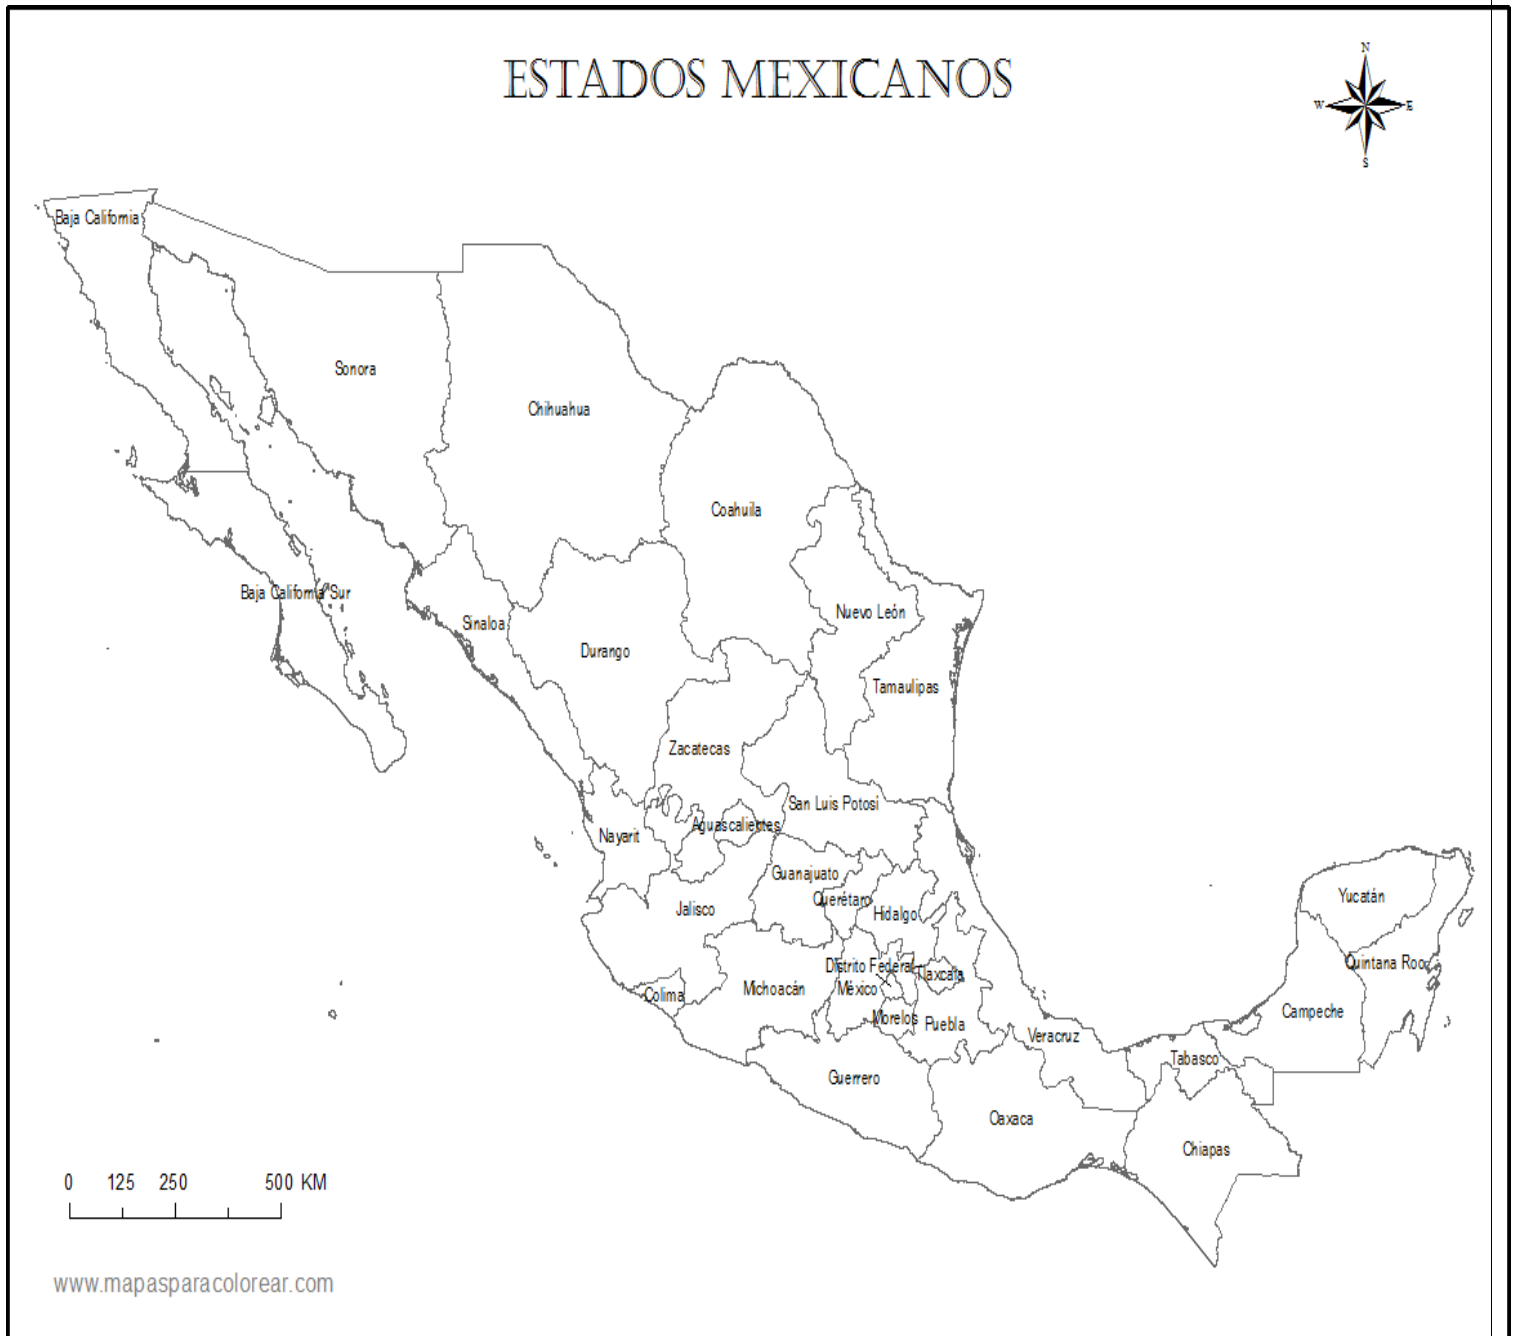 ESTADOS MEXICANOS
N
W
E
S
Baja California
Sonora
Chihuahua
Coahuila
Baja California Sur
Nuevo León
Sinaloa
Durango
Tamaulipas
Zacatecas
San Luis Potosí
Aguascalientes
Nayarit
Guanajuato
Yucatán
Querétaro
Jalisco
Hidalgo
Quintana Roo
Distrito Federal
Tlaxcala
México
Michoacán
Colima
Campeche
Morelos
Puebla
Veracruz
Tabasco
Guerrero
Oaxaca
Chiapas
0 125 250 500 KM
www.mapasparacolorear.com